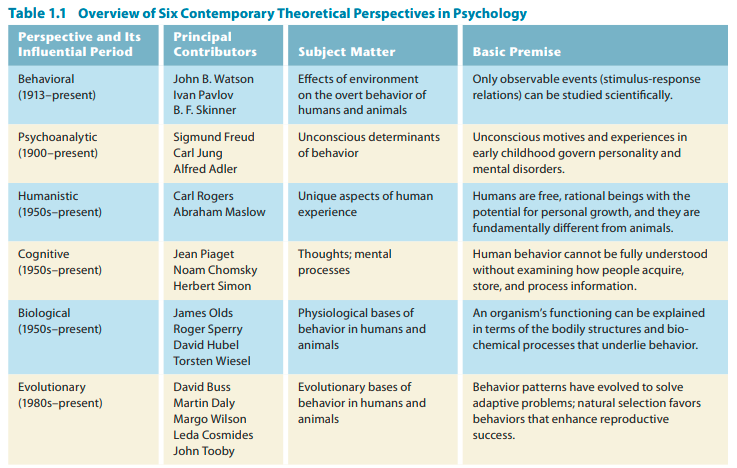 Table 1.1 Overview of Six Contemporary Theoretical Perspectives in Psychology
Perspective and Its
Influential Period
Principal
Contributors
Subject Matter
Basic Premise
Behavioral
(1913–present)
John B. Watson
Ivan Pavlov
B. F. Skinner
Effects of environment
on the overt behavior of
humans and animals
Only observable events (stimulus-response
relations) can be studied scientifically.
Psychoanalytic
(1900–present)
Sigmund Freud
Carl Jung
Alfred Adler
Unconscious determinants
of behavior
Unconscious motives and experiences in
early childhood govern personality and
mental disorders.
Humanistic
(1950s–present)
Carl Rogers
Abraham Maslow
Unique aspects of human
experience
Humans are free, rational beings with the
potential for personal growth, and they are
fundamentally different from animals.
Cognitive
(1950s–present)
Jean Piaget
Noam Chomsky
Herbert Simon
Thoughts; mental
processes
Human behavior cannot be fully understood
without examining how people acquire,
store, and process information.
Biological
(1950s–present)
James Olds
Roger Sperry
David Hubel
Torsten Wiesel
Physiological bases of
behavior in humans and
animals
An organism's functioning can be explained
in terms of the bodily structures and bio-
chemical processes that underlie behavior.
Evolutionary
(1980s–present)
David Buss
Martin Daly
Margo Wilson
Leda Cosmides
John Tooby
Evolutionary bases of
behavior in humans and
animals
Behavior patterns have evolved to solve
adaptive problems; natural selection favors
behaviors that enhance reproductive
success.